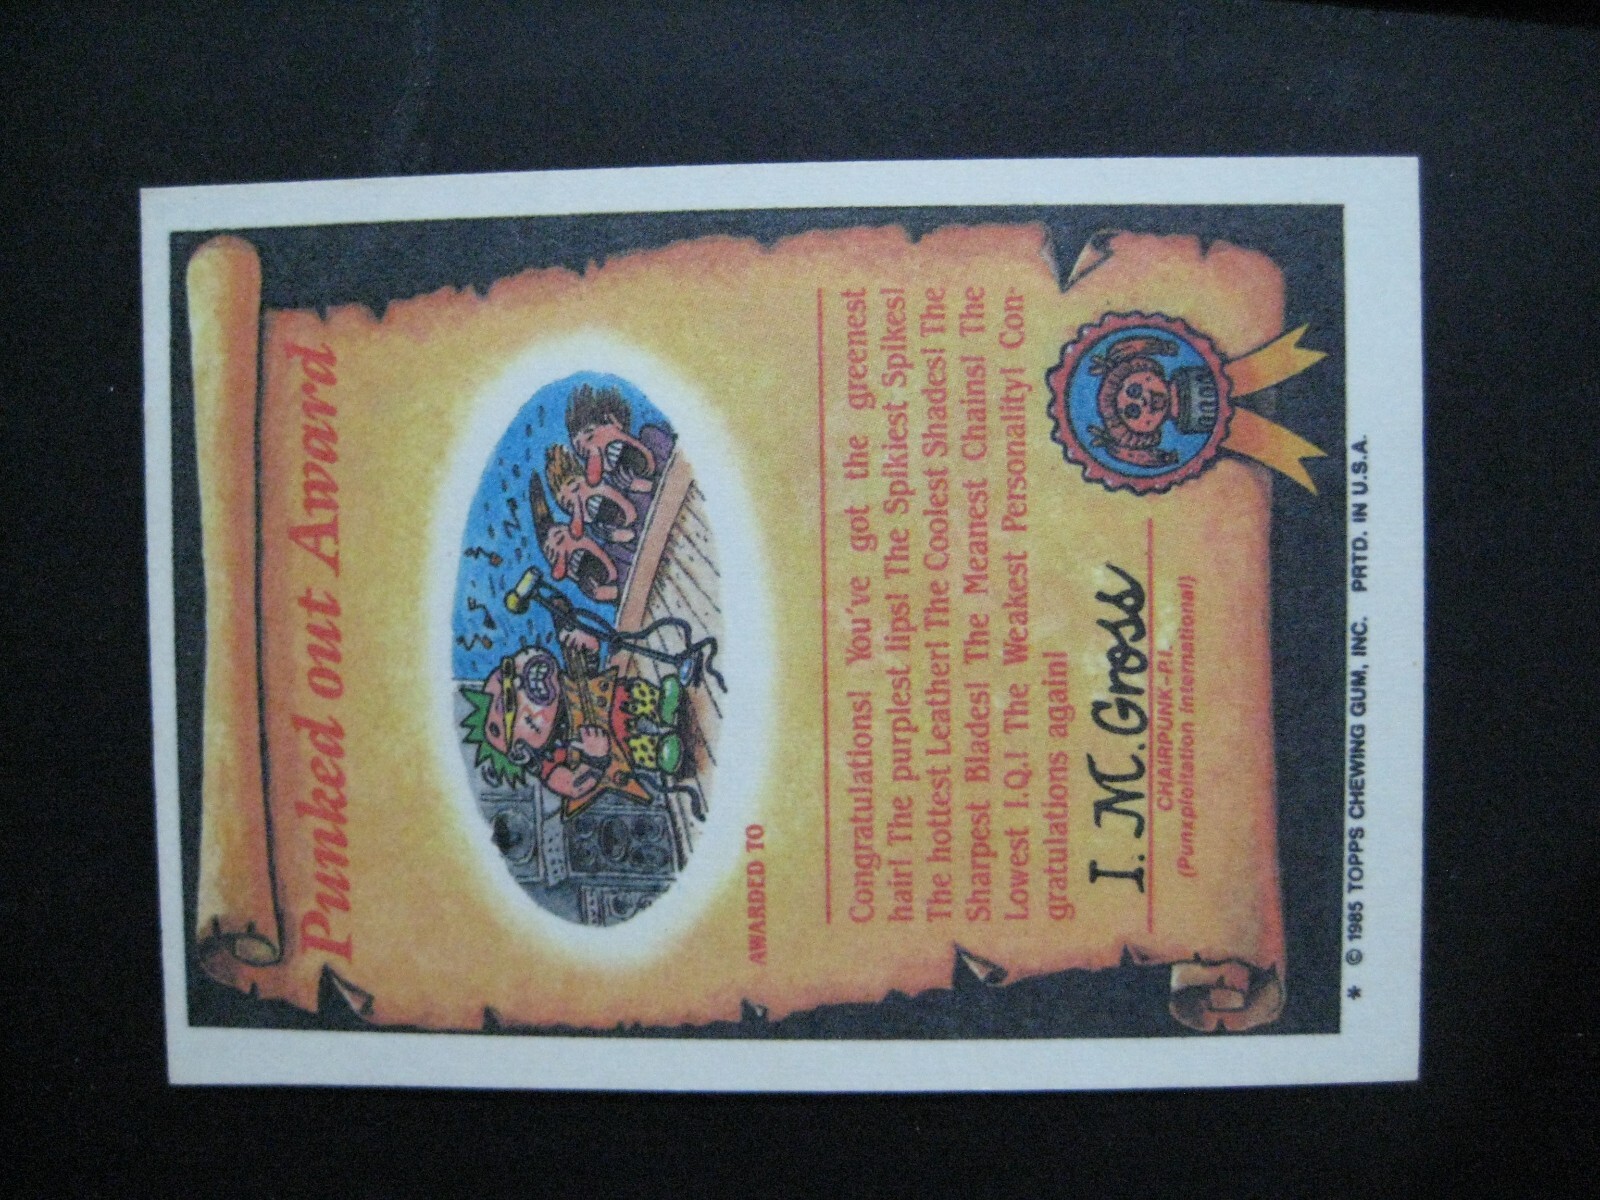 Punked out Award
AWARDED TO
Congratulations! You've got the greenest
hair! The purplest lips! The Spikiest Spikes!
The hottest Leather! The Coolest Shades! The
Sharpest Blades! The Meanest Chains! The
Lowest I.Q.! The Weakest Personality! Con-
gratulations again!
I. M. Gross
CHAIRPUNK-P.I.
(Punxploitation International)
* © 1985 TOPPS CHEWING GUM, INC. PRTD. IN U.S.A.